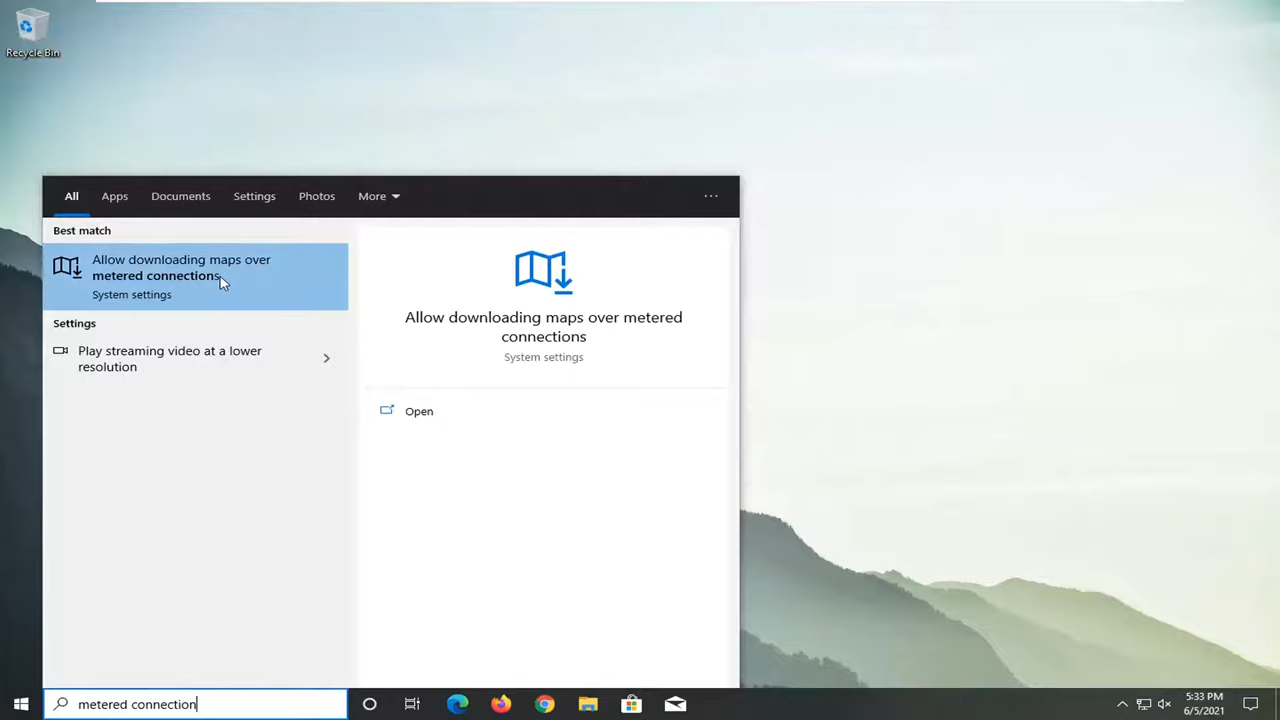 Recycle Bin
All Apps Documents Settings Photos More ...
Best match
Allow downloading maps over
metered connections
System settings
Settings
Play streaming video at a lower
resolution
Allow downloading maps over metered
connections
System settings
Open
metered connection
5:33 PM
6/5/2021